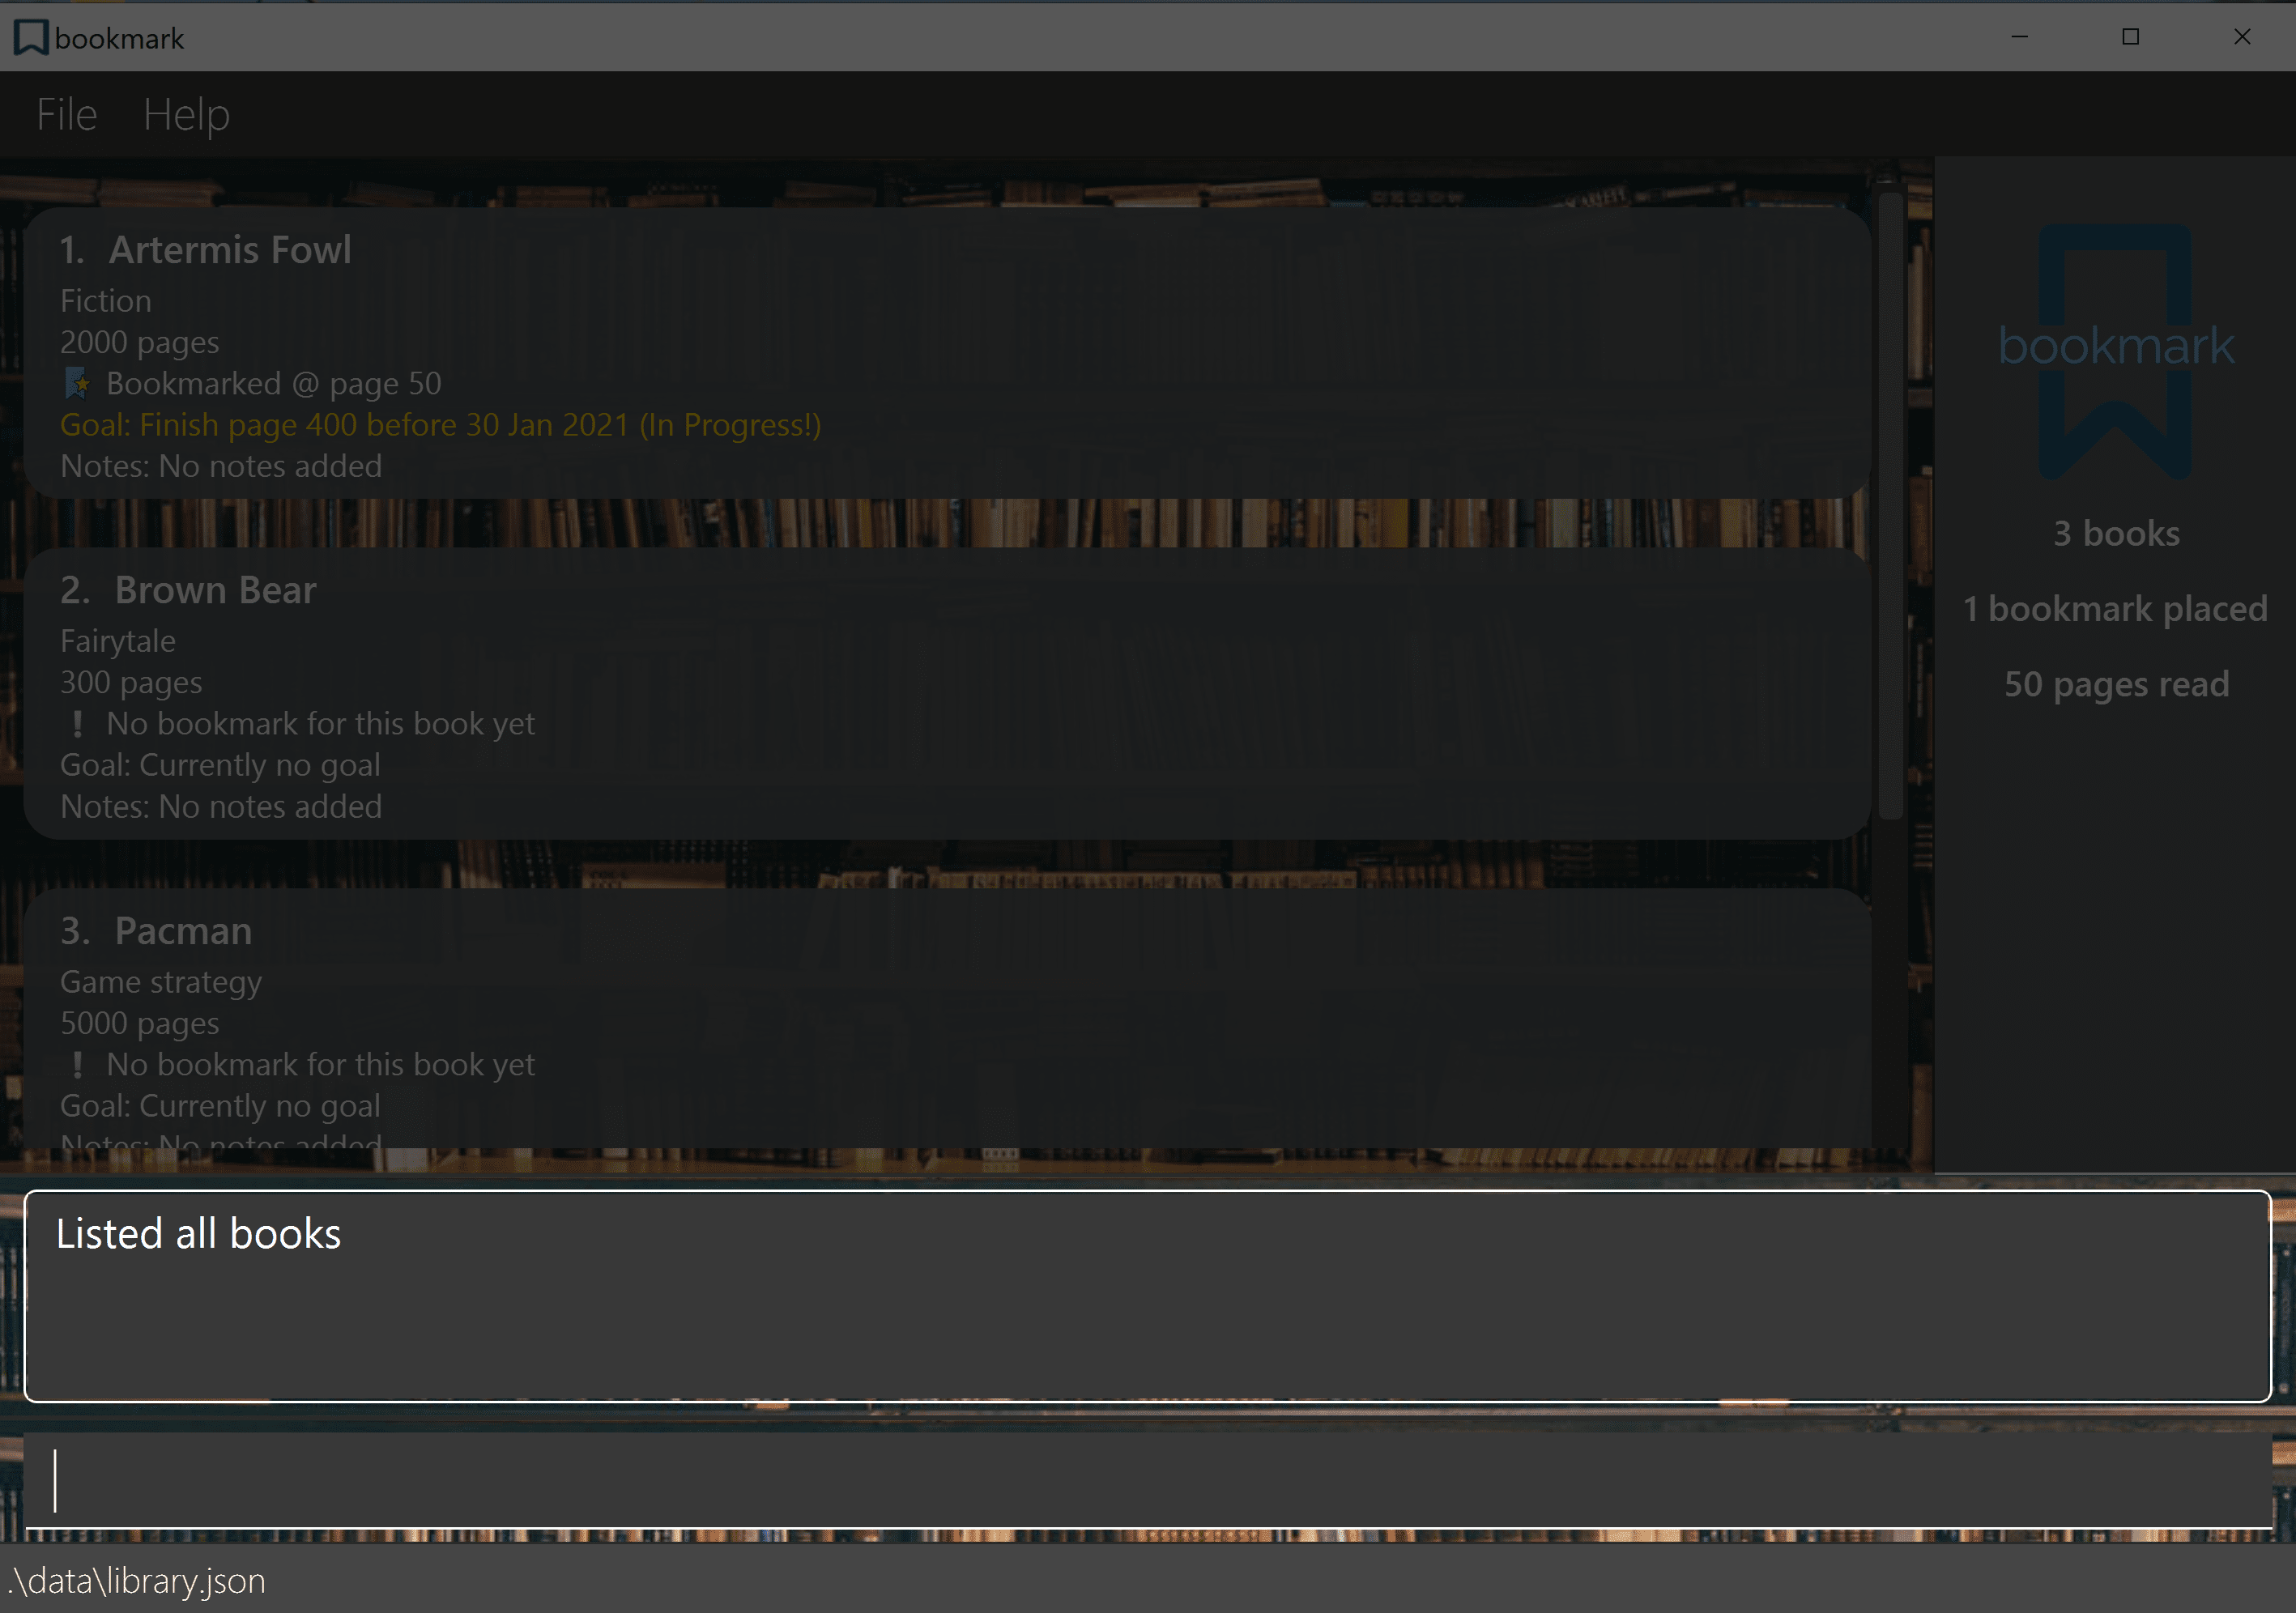 bookmark
File Help
1. Artermis Fowl
Fiction
2000 pages
Bookmarked @ page 50
Goal: Finish page 400 before 30 Jan 2021 (In Progress!)
Notes: No notes added
2. Brown Bear
Fairytale
300 pages
! No bookmark for this book yet
Goal: Currently no goal
Notes: No notes added
3. Pacman
Game strategy
5000 pages
! No bookmark for this book yet
Goal: Currently no goal
Notes: No notes added
bookmark
3 books
1 bookmark placed
50 pages read
Listed all books
.\data\library.json